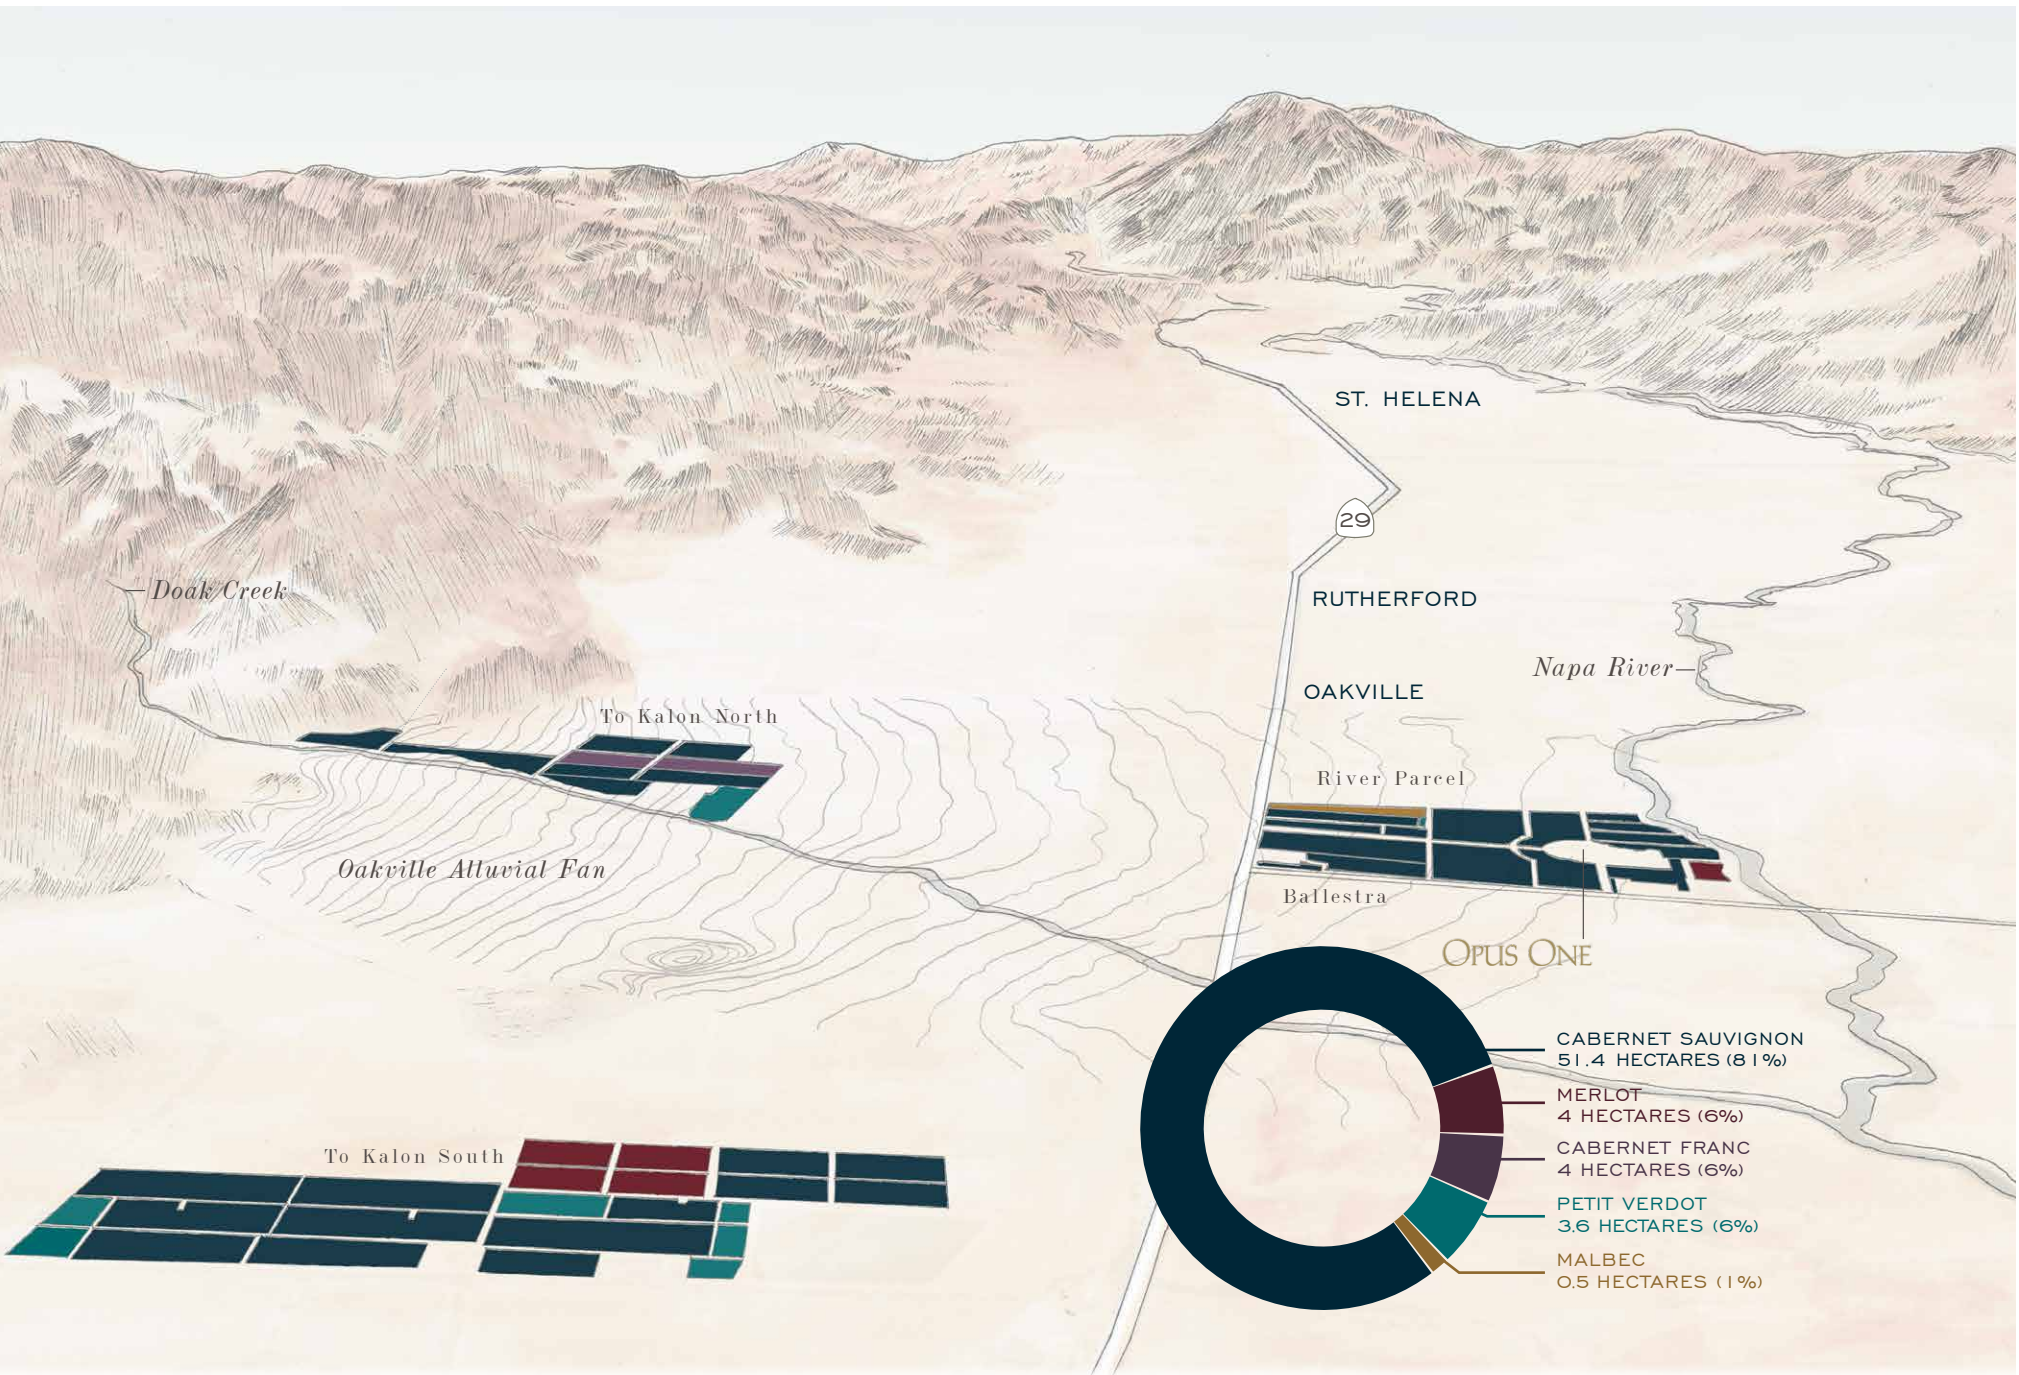 ST. HELENA
29
RUTHERFORD
Doak Creek
Napa River
OAKVILLE
To Kalon North
River Parcel
Oakville Alluvial Fan
Ballestra
OPUS ONE
CABERNET SAUVIGNON
51.4 HECTARES (81%)
MERLOT
4 HECTARES (6%)
CABERNET FRANC
4 HECTARES (6%)
To Kalon South
PETIT VERDOT
3.6 HECTARES (6%)
MALBEC
0.5 HECTARES (1%)